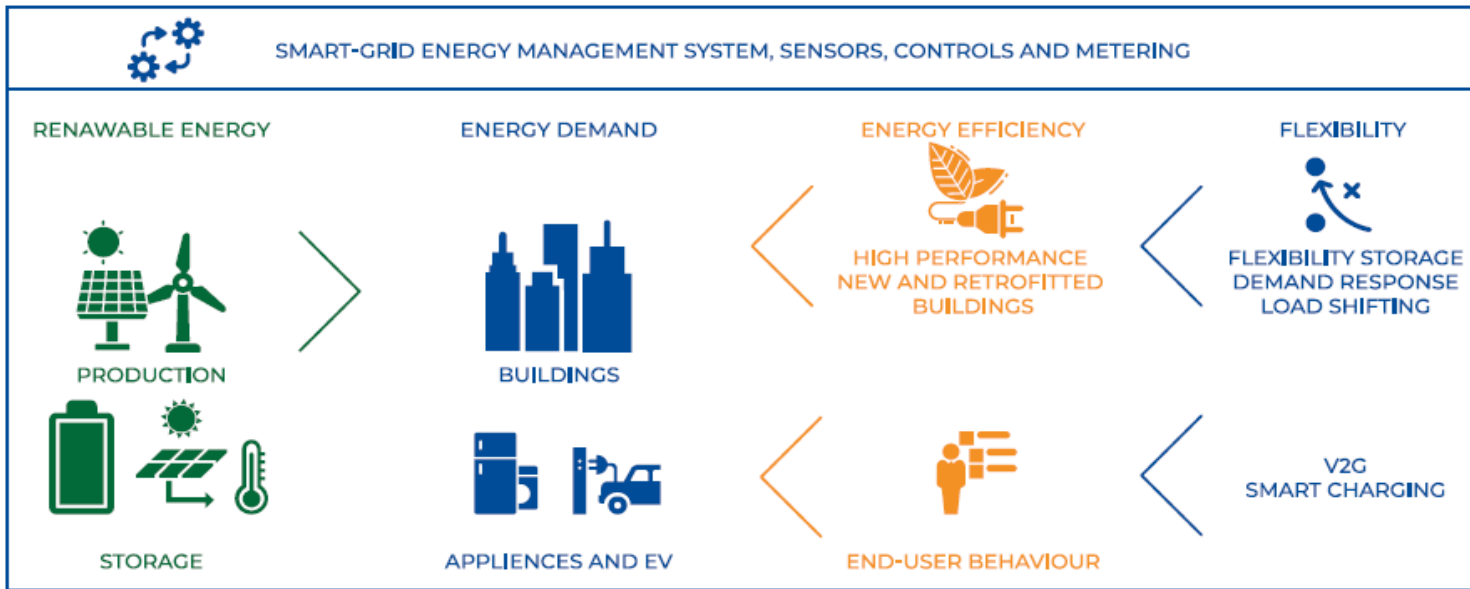 SMART-GRID ENERGY MANAGEMENT SYSTEM, SENSORS, CONTROLS AND METERING
RENAWABLE ENERGY
ENERGY DEMAND
ENERGY EFFICIENCY
FLEXIBILITY
HIGH PERFORMANCE
NEW AND RETROFITTED
BUILDINGS
FLEXIBILITY STORAGE
DEMAND RESPONSE
LOAD SHIFTING
PRODUCTION
BUILDINGS
V2G
SMART CHARGING
STORAGE
APPLIENCES AND EV
END-USER BEHAVIOUR